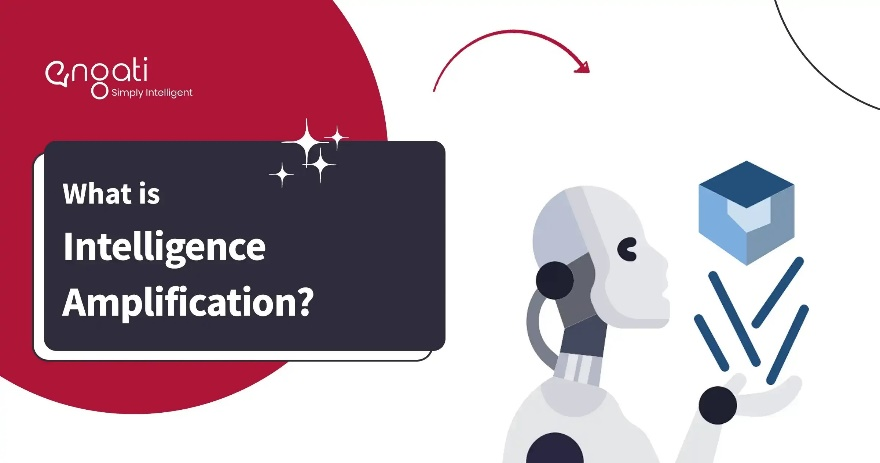 engati
Simply Intelligent
What is
Intelligence
Amplification?